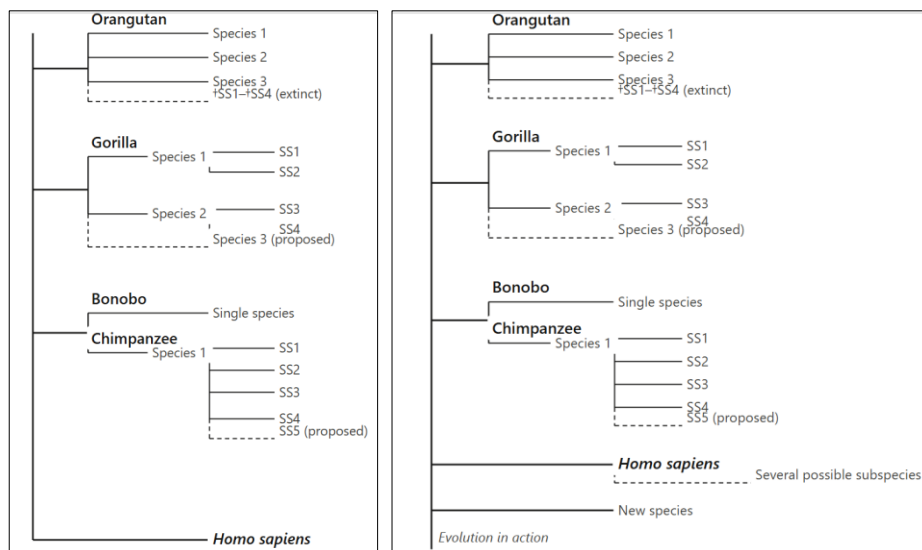 Orangutan
Species 1
Species 2
Species 3
†SS1–†SS4 (extinct)
Gorilla
Species 1
SS1
SS2
Species 2
SS3
SS4
Species 3 (proposed)
Bonobo
Single species
Chimpanzee
Species 1
SS1
SS2
SS3
SS4
SS5 (proposed)
Homo sapiens
Orangutan
Species 1
Species 2
Species 3
†SS1–†SS4 (extinct)
Gorilla
Species 1
SS1
SS2
Species 2
SS3
SS4
Species 3 (proposed)
Bonobo
Single species
Chimpanzee
Species 1
SS1
SS2
SS3
SS4
SS5 (proposed)
Homo sapiens
Several possible subspecies
New species
Evolution in action